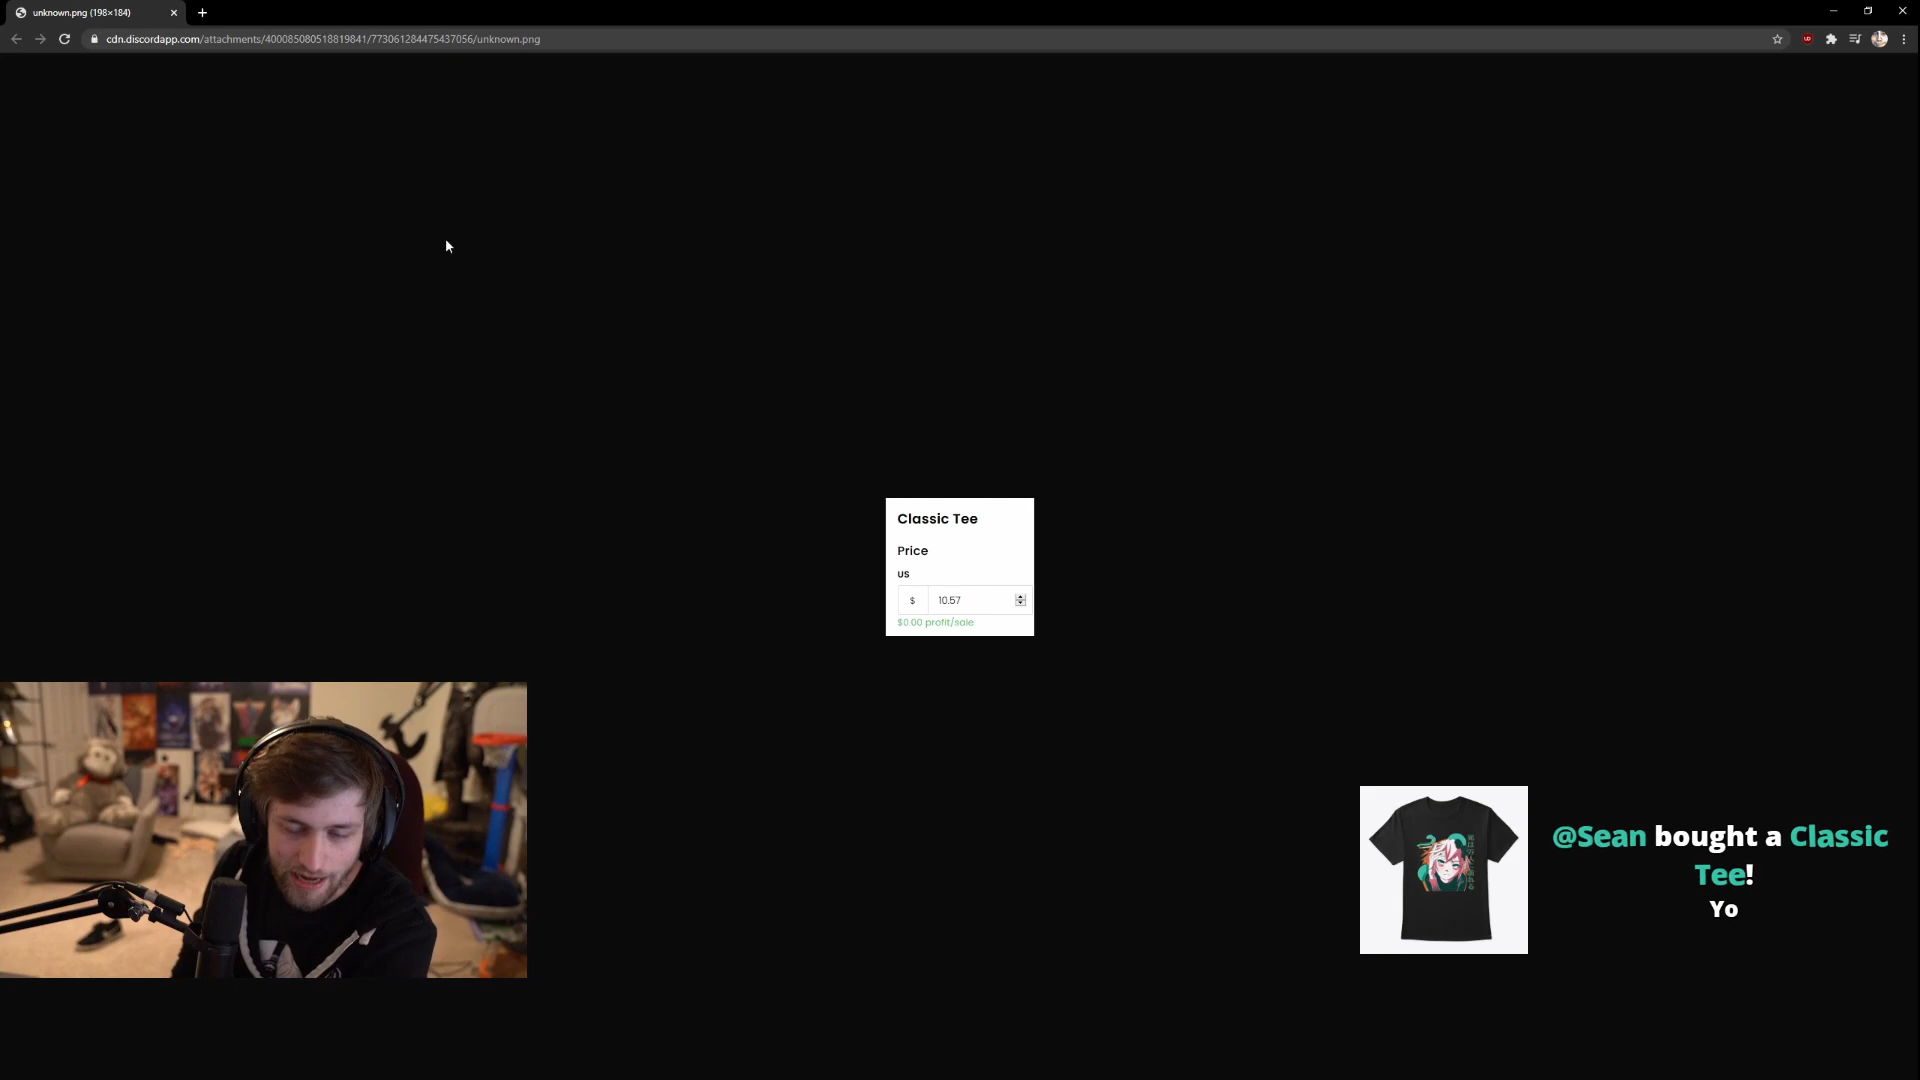 unknown.png (198×184)
cdn.discordapp.com/attachments/400085080518819841/773061284475437056/unknown.png
Classic Tee
Price
US
$ 10.57
$0.00 profit/sale
@Sean bought a Classic
Tee!
Yo